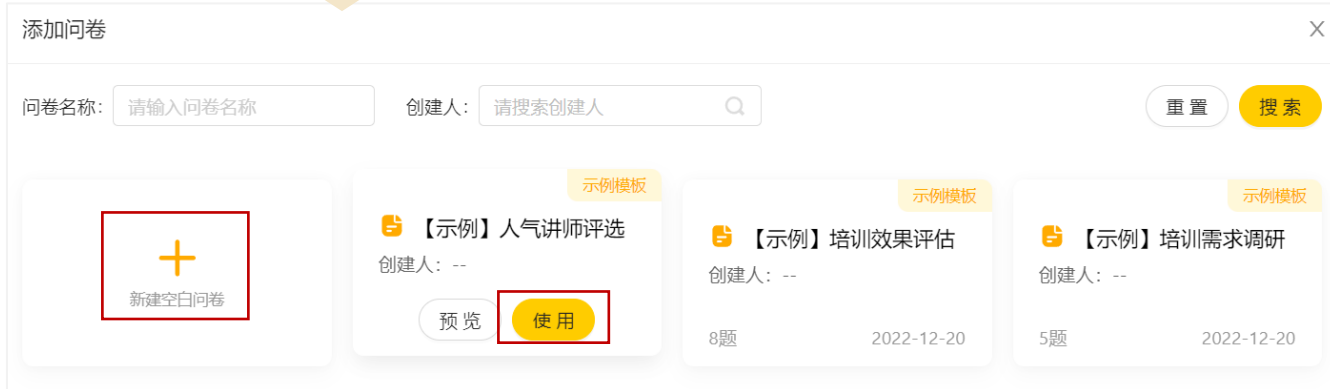 添加问卷
问卷名称： 请输入问卷名称 创建人： 请搜索创建人 重置 搜索
示例模板 示例模板 示例模板
【示例】人气讲师评选 【示例】培训效果评估 【示例】培训需求调研
创建人：-- 创建人：-- 创建人：--
新建空白问卷
预览 使用
8题 2022-12-20 5题 2022-12-20